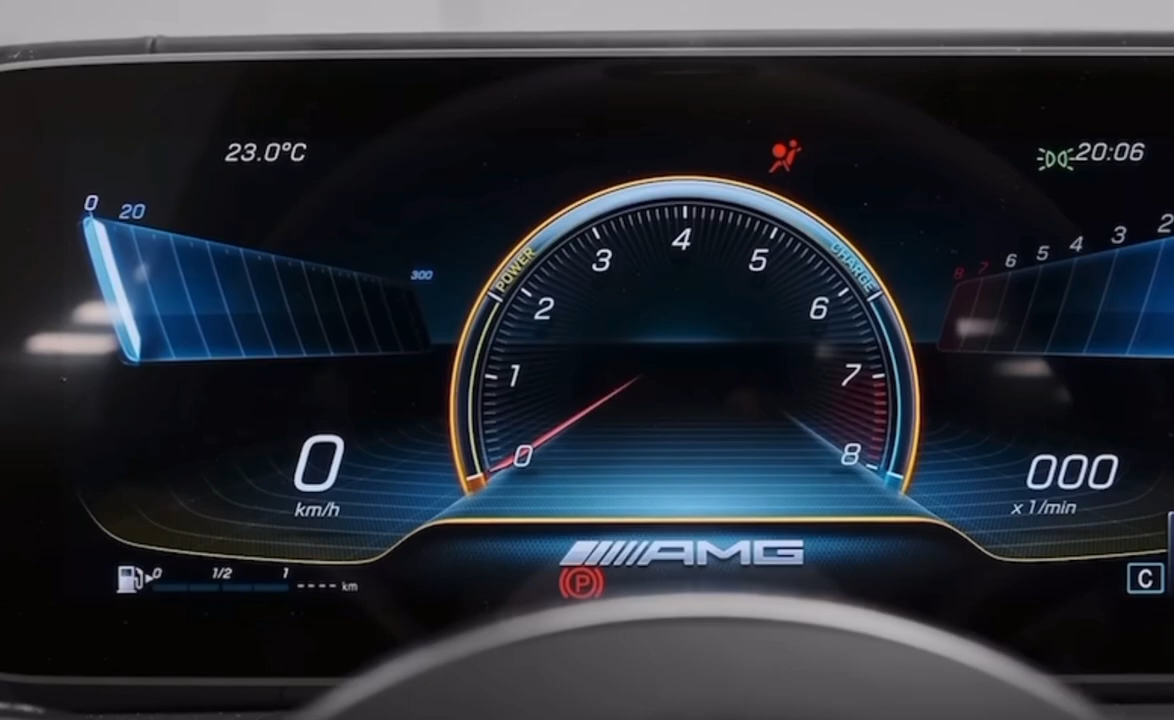 23.0°C
20:06
0 20
300
POWER
CHARGE
0 1 2 3 4 5 6 7 8
8 7 6 5 4 3 2
0
km/h
000
x 1/min
AMG
P
0 1/2 1 ---- km
C